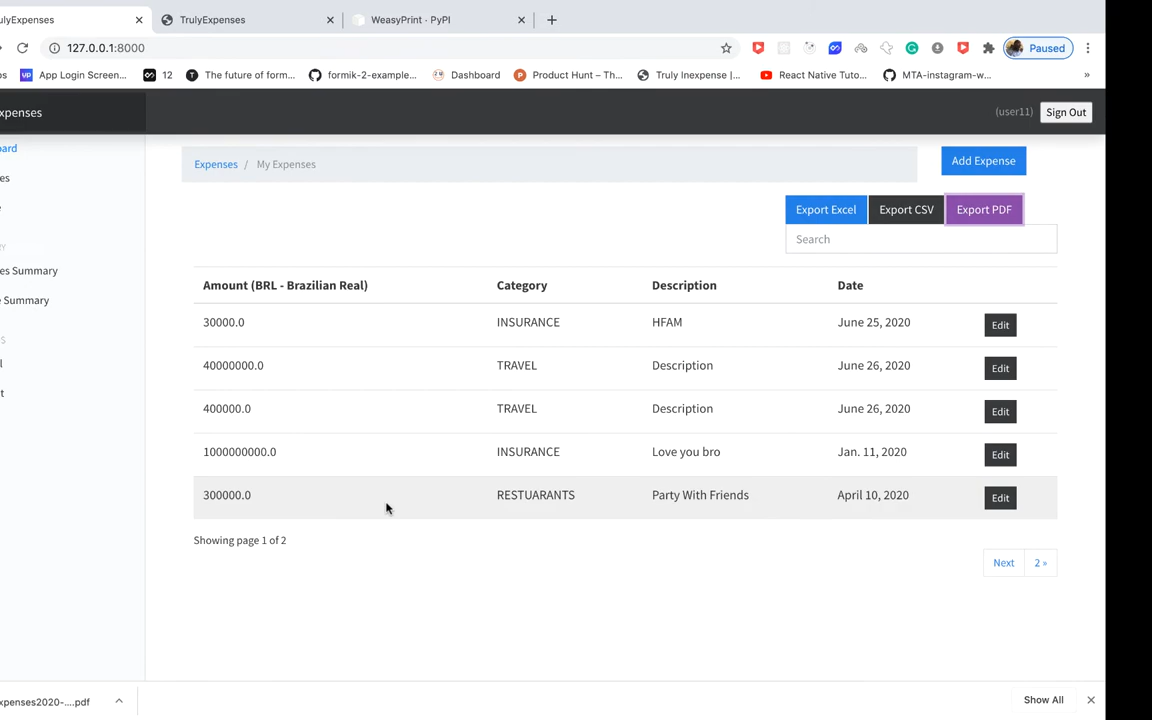 ulyExpenses TrulyExpenses WeasyPrint · PyPI
127.0.0.1:8000 Paused
ps App Login Screen... 12 The future of form... formik-2-example... Dashboard Product Hunt – Th... Truly Inexpense |... React Native Tuto... MTA-instagram-w... »
xpenses (user11) Sign Out
ard
es
e
RY
es Summary
e Summary
S
l
t
Expenses / My Expenses Add Expense
Export Excel Export CSV Export PDF
Search
Amount (BRL - Brazilian Real) Category Description Date
30000.0 INSURANCE HFAM June 25, 2020 Edit
40000000.0 TRAVEL Description June 26, 2020 Edit
400000.0 TRAVEL Description June 26, 2020 Edit
1000000000.0 INSURANCE Love you bro Jan. 11, 2020 Edit
300000.0 RESTUARANTS Party With Friends April 10, 2020 Edit
Showing page 1 of 2
Next 2 »
xpenses2020-....pdf Show All